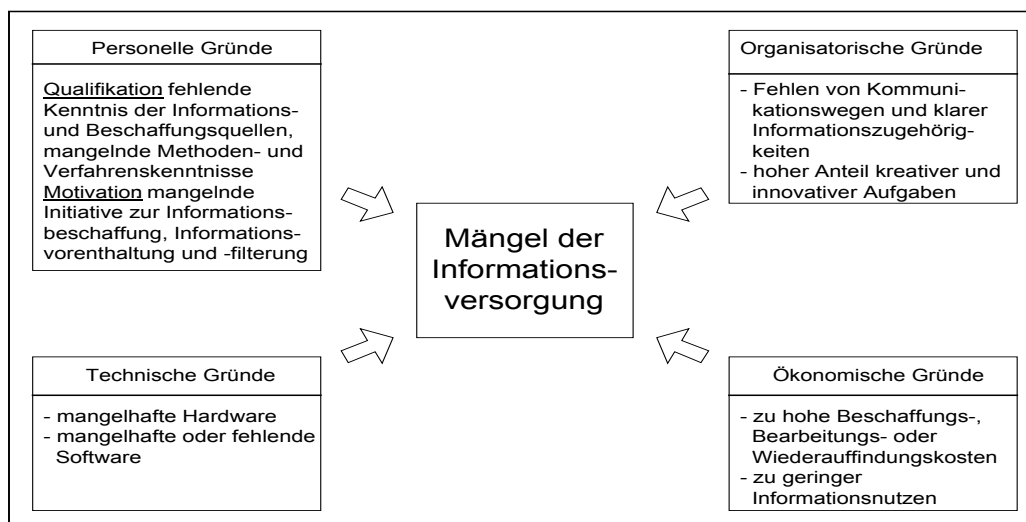 Personelle Gründe
Qualifikation fehlende
Kenntnis der Informations-
und Beschaffungsquellen,
mangelnde Methoden- und
Verfahrenskenntnisse
Motivation mangelnde
Initiative zur Informations-
beschaffung, Informations-
vorenthaltung und -filterung
Organisatorische Gründe
- Fehlen von Kommuni-
kationswegen und klarer
Informationszugehörig-
keiten
- hoher Anteil kreativer und
innovativer Aufgaben
Mängel der
Informations-
versorgung
Technische Gründe
- mangelhafte Hardware
- mangelhafte oder fehlende
Software
Ökonomische Gründe
- zu hohe Beschaffungs-,
Bearbeitungs- oder
Wiederauffindungskosten
- zu geringer
Informationsnutzen